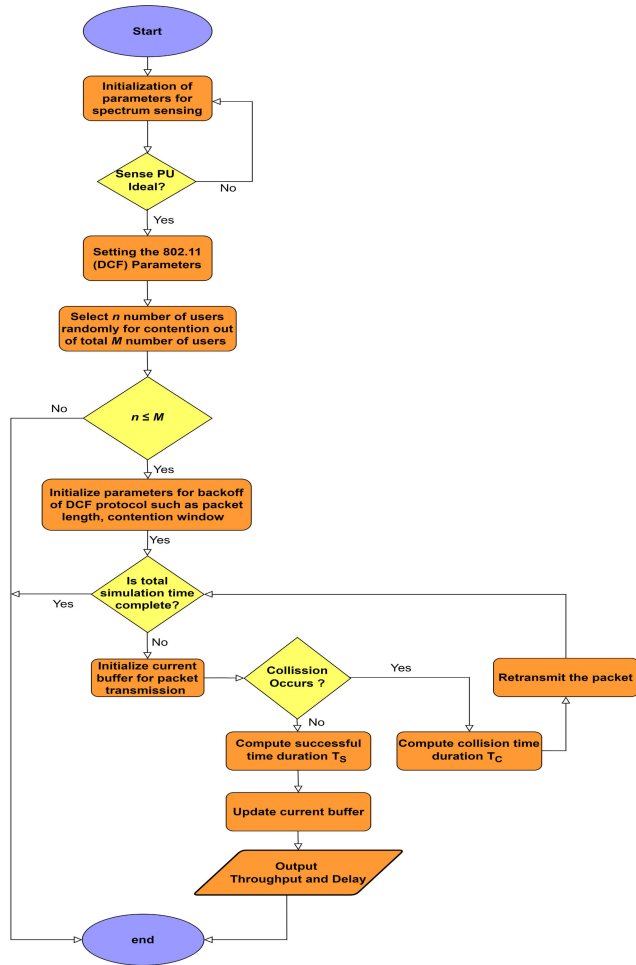 Start
Initialization of
parameters for
spectrum sensing
Sense PU
Ideal?
No
Yes
Setting the 802.11
(DCF) Parameters
Select n number of users
randomly for contention out
of total M number of users
No
n ≤ M
Yes
Initialize parameters for backoff
of DCF protocol such as packet
length, contention window
Yes
Is total
simulation time
complete?
Yes
No
Initialize current
buffer for packet
transmission
Collission
Occurs ?
Yes
Retransmit the packet
No
Compute successful
time duration TS
Compute collision time
duration TC
Update current buffer
Output
Throughput and Delay
end